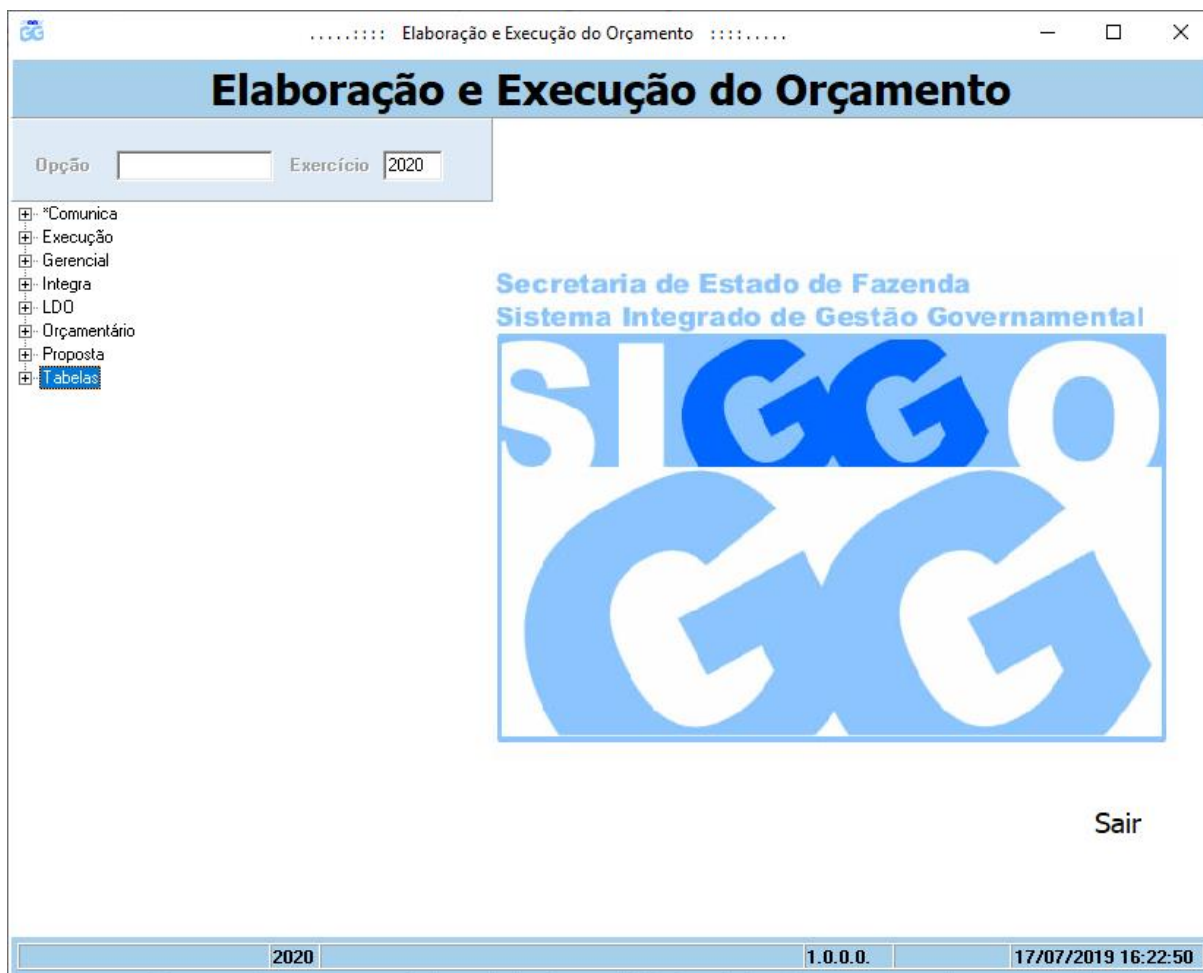 .....:::: Elaboração e Execução do Orçamento ::::.....
Elaboração e Execução do Orçamento
Opção Exercício 2020
*Comunica
Execução
Gerencial
Integra
LDO
Orçamentário
Proposta
Tabelas
Secretaria de Estado de Fazenda
Sistema Integrado de Gestão Governamental
SIGGO
GG
Sair
2020 1.0.0.0. 17/07/2019 16:22:50